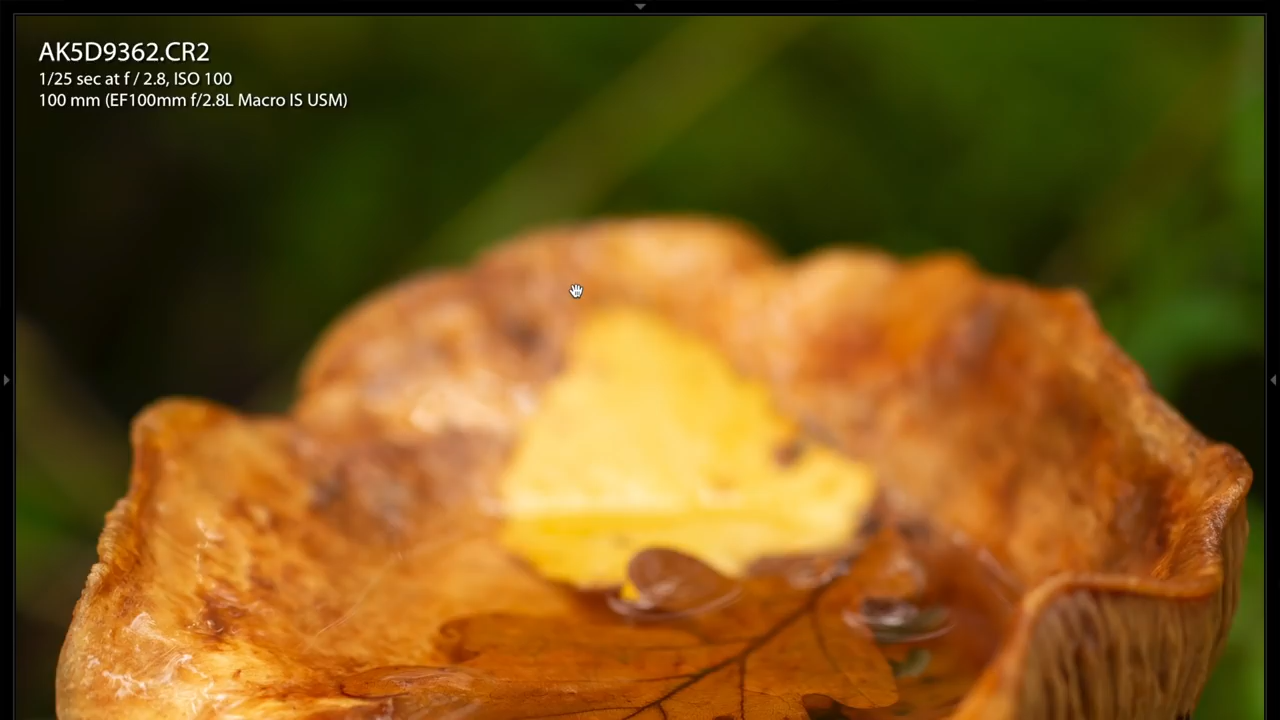 AK5D9362.CR2
1/25 sec at f / 2.8, ISO 100
100 mm (EF100mm f/2.8L Macro IS USM)